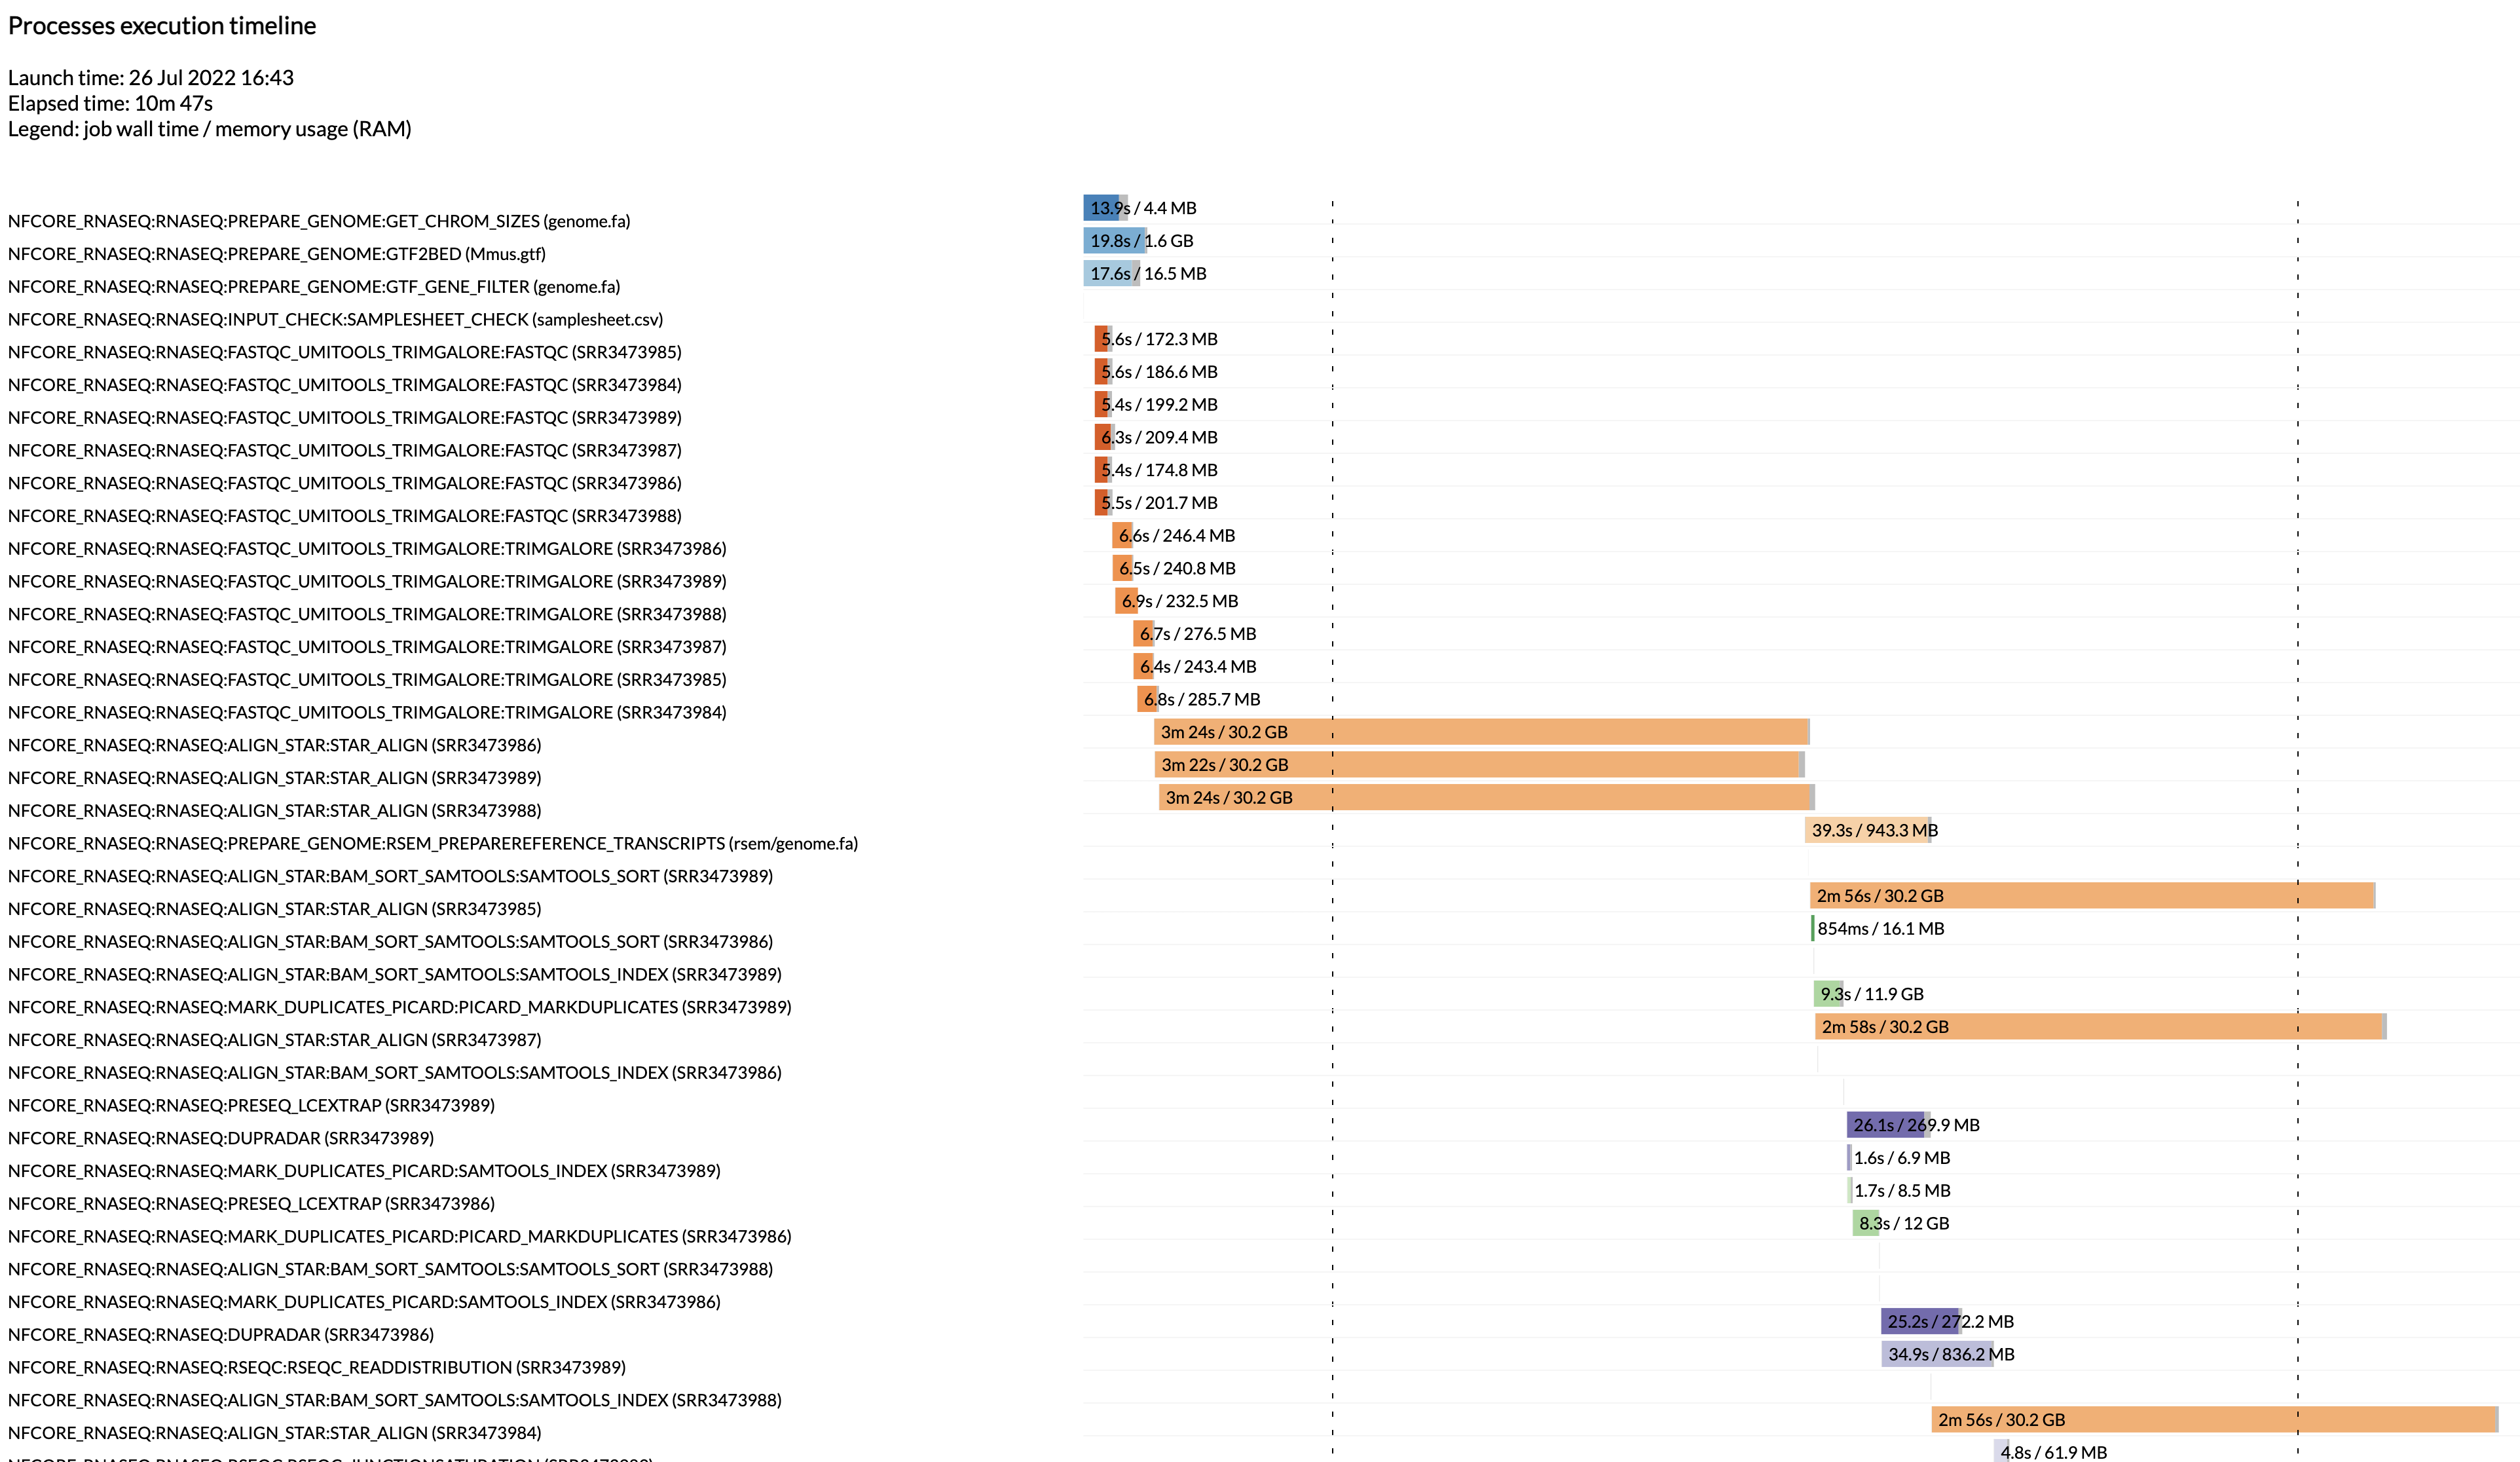 Processes execution timeline
Launch time: 26 Jul 2022 16:43
Elapsed time: 10m 47s
Legend: job wall time / memory usage (RAM)
13.9s / 4.4 MB
NFCORE_RNASEQ:RNASEQ:PREPARE_GENOME:GET_CHROM_SIZES (genome.fa)
19.8s / 1.6 GB
NFCORE_RNASEQ:RNASEQ:PREPARE_GENOME:GTF2BED (Mmus.gtf)
17.6s / 16.5 MB
NFCORE_RNASEQ:RNASEQ:PREPARE_GENOME:GTF_GENE_FILTER (genome.fa)
NFCORE_RNASEQ:RNASEQ:INPUT_CHECK:SAMPLESHEET_CHECK (samplesheet.csv)
5.6s / 172.3 MB
NFCORE_RNASEQ:RNASEQ:FASTQC_UMITOOLS_TRIMGALORE:FASTQC (SRR3473985)
5.6s / 186.6 MB
NFCORE_RNASEQ:RNASEQ:FASTQC_UMITOOLS_TRIMGALORE:FASTQC (SRR3473984)
5.4s / 199.2 MB
NFCORE_RNASEQ:RNASEQ:FASTQC_UMITOOLS_TRIMGALORE:FASTQC (SRR3473989)
6.3s / 209.4 MB
NFCORE_RNASEQ:RNASEQ:FASTQC_UMITOOLS_TRIMGALORE:FASTQC (SRR3473987)
5.4s / 174.8 MB
NFCORE_RNASEQ:RNASEQ:FASTQC_UMITOOLS_TRIMGALORE:FASTQC (SRR3473986)
5.5s / 201.7 MB
NFCORE_RNASEQ:RNASEQ:FASTQC_UMITOOLS_TRIMGALORE:FASTQC (SRR3473988)
6.6s / 246.4 MB
NFCORE_RNASEQ:RNASEQ:FASTQC_UMITOOLS_TRIMGALORE:TRIMGALORE (SRR3473986)
6.5s / 240.8 MB
NFCORE_RNASEQ:RNASEQ:FASTQC_UMITOOLS_TRIMGALORE:TRIMGALORE (SRR3473989)
6.9s / 232.5 MB
NFCORE_RNASEQ:RNASEQ:FASTQC_UMITOOLS_TRIMGALORE:TRIMGALORE (SRR3473988)
6.7s / 276.5 MB
NFCORE_RNASEQ:RNASEQ:FASTQC_UMITOOLS_TRIMGALORE:TRIMGALORE (SRR3473987)
6.4s / 243.4 MB
NFCORE_RNASEQ:RNASEQ:FASTQC_UMITOOLS_TRIMGALORE:TRIMGALORE (SRR3473985)
6.8s / 285.7 MB
NFCORE_RNASEQ:RNASEQ:FASTQC_UMITOOLS_TRIMGALORE:TRIMGALORE (SRR3473984)
3m 24s / 30.2 GB
NFCORE_RNASEQ:RNASEQ:ALIGN_STAR:STAR_ALIGN (SRR3473986)
3m 22s / 30.2 GB
NFCORE_RNASEQ:RNASEQ:ALIGN_STAR:STAR_ALIGN (SRR3473989)
3m 24s / 30.2 GB
NFCORE_RNASEQ:RNASEQ:ALIGN_STAR:STAR_ALIGN (SRR3473988)
39.3s / 943.3 MB
NFCORE_RNASEQ:RNASEQ:PREPARE_GENOME:RSEM_PREPAREREFERENCE_TRANSCRIPTS (rsem/genome.fa)
NFCORE_RNASEQ:RNASEQ:ALIGN_STAR:BAM_SORT_SAMTOOLS:SAMTOOLS_SORT (SRR3473989)
2m 56s / 30.2 GB
NFCORE_RNASEQ:RNASEQ:ALIGN_STAR:STAR_ALIGN (SRR3473985)
854ms / 16.1 MB
NFCORE_RNASEQ:RNASEQ:ALIGN_STAR:BAM_SORT_SAMTOOLS:SAMTOOLS_SORT (SRR3473986)
NFCORE_RNASEQ:RNASEQ:ALIGN_STAR:BAM_SORT_SAMTOOLS:SAMTOOLS_INDEX (SRR3473989)
9.3s / 11.9 GB
NFCORE_RNASEQ:RNASEQ:MARK_DUPLICATES_PICARD:PICARD_MARKDUPLICATES (SRR3473989)
2m 58s / 30.2 GB
NFCORE_RNASEQ:RNASEQ:ALIGN_STAR:STAR_ALIGN (SRR3473987)
NFCORE_RNASEQ:RNASEQ:ALIGN_STAR:BAM_SORT_SAMTOOLS:SAMTOOLS_INDEX (SRR3473986)
NFCORE_RNASEQ:RNASEQ:PRESEQ_LCEXTRAP (SRR3473989)
26.1s / 269.9 MB
NFCORE_RNASEQ:RNASEQ:DUPRADAR (SRR3473989)
1.6s / 6.9 MB
NFCORE_RNASEQ:RNASEQ:MARK_DUPLICATES_PICARD:SAMTOOLS_INDEX (SRR3473989)
1.7s / 8.5 MB
NFCORE_RNASEQ:RNASEQ:PRESEQ_LCEXTRAP (SRR3473986)
8.3s / 12 GB
NFCORE_RNASEQ:RNASEQ:MARK_DUPLICATES_PICARD:PICARD_MARKDUPLICATES (SRR3473986)
NFCORE_RNASEQ:RNASEQ:ALIGN_STAR:BAM_SORT_SAMTOOLS:SAMTOOLS_SORT (SRR3473988)
NFCORE_RNASEQ:RNASEQ:MARK_DUPLICATES_PICARD:SAMTOOLS_INDEX (SRR3473986)
25.2s / 272.2 MB
NFCORE_RNASEQ:RNASEQ:DUPRADAR (SRR3473986)
34.9s / 836.2 MB
NFCORE_RNASEQ:RNASEQ:RSEQC:RSEQC_READDISTRIBUTION (SRR3473989)
NFCORE_RNASEQ:RNASEQ:ALIGN_STAR:BAM_SORT_SAMTOOLS:SAMTOOLS_INDEX (SRR3473988)
2m 56s / 30.2 GB
NFCORE_RNASEQ:RNASEQ:ALIGN_STAR:STAR_ALIGN (SRR3473984)
4.8s / 61.9 MB